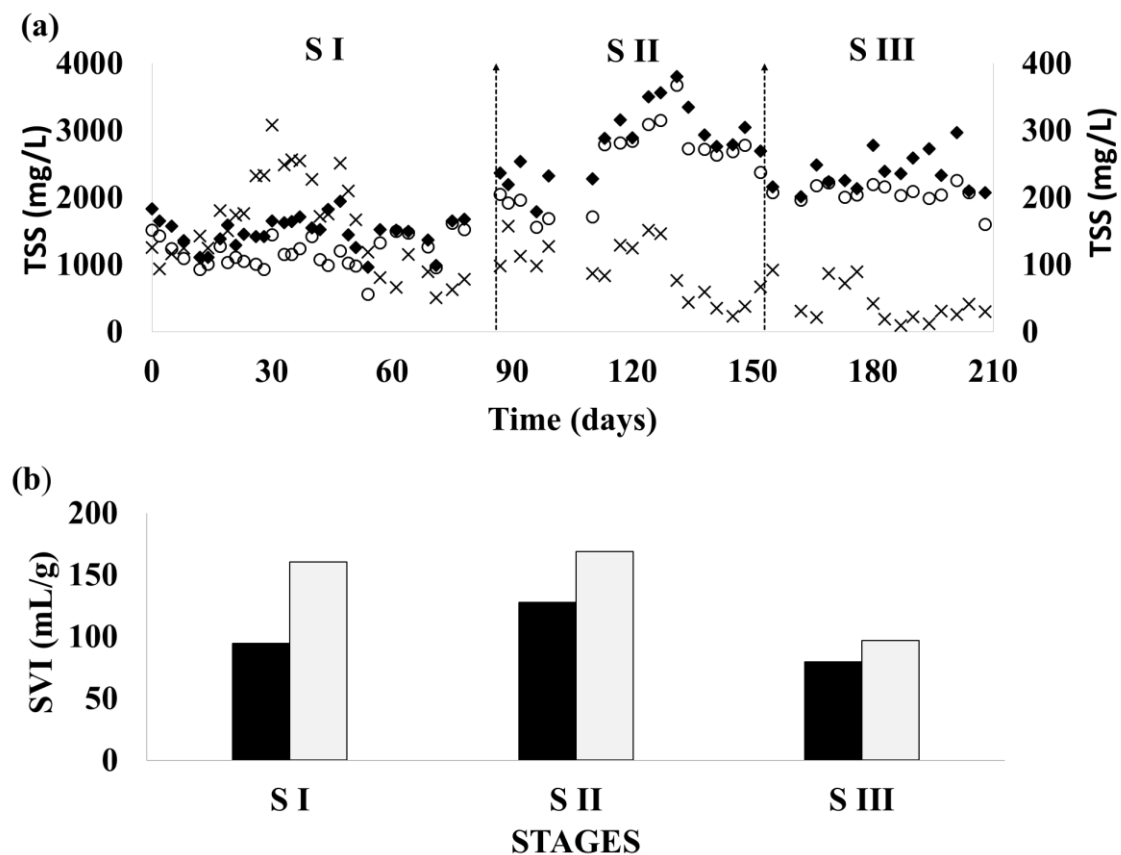 (a)
S I S II S III
4000 400
3000 300
2000 200
1000 100
0 0
TSS (mg/L)
TSS (mg/L)
0 30 60 90 120 150 180 210
Time (days)
(b)
200
150
100
50
0
SVI (mL/g)
S I S II S III
STAGES